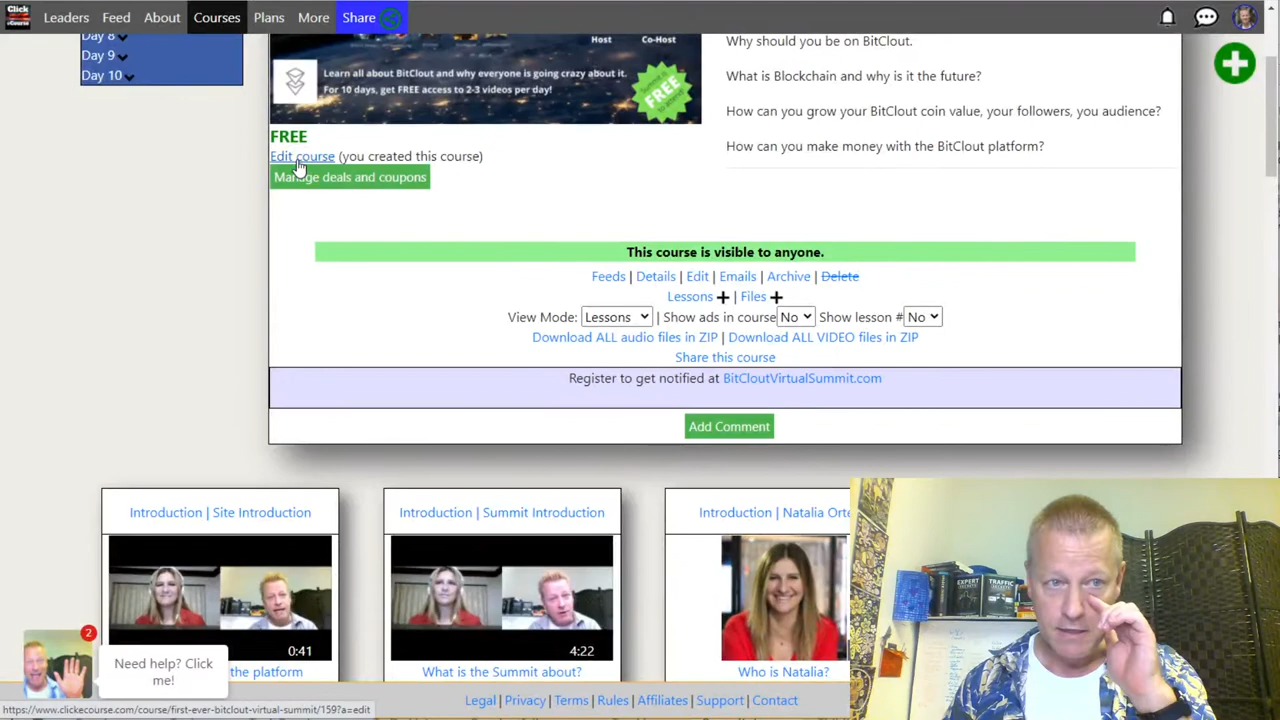 Click
eCourse
Leaders
Feed
About
Courses
Plans
More
Share
Day 8
Day 9
Day 10
Host
Co-Host
Learn all about BitClout and why everyone is going crazy about it.
For 10 days, get FREE access to 2-3 videos per day!
FREE
Why should you be on BitClout.
What is Blockchain and why is it the future?
How can you grow your BitClout coin value, your followers, you audience?
How can you make money with the BitClout platform?
FREE
Edit course (you created this course)
Manage deals and coupons
This course is visible to anyone.
Feeds | Details | Edit | Emails | Archive | Delete
Lessons + | Files +
View Mode: Lessons | Show ads in course No Show lesson # No
Download ALL audio files in ZIP | Download ALL VIDEO files in ZIP
Share this course
Register to get notified at BitCloutVirtualSummit.com
Add Comment
Introduction | Site Introduction
Introduction | Summit Introduction
Introduction | Natalia Orte
0:41
4:22
the platform
What is the Summit about?
Who is Natalia?
2
Need help? Click
me!
EXPERT
SECRETS
TRAFFIC
SECRETS
Legal | Privacy | Terms | Rules | Affiliates | Support | Contact
https://www.clickecourse.com/course/first-ever-bitclout-virtual-summit/159?a=edit